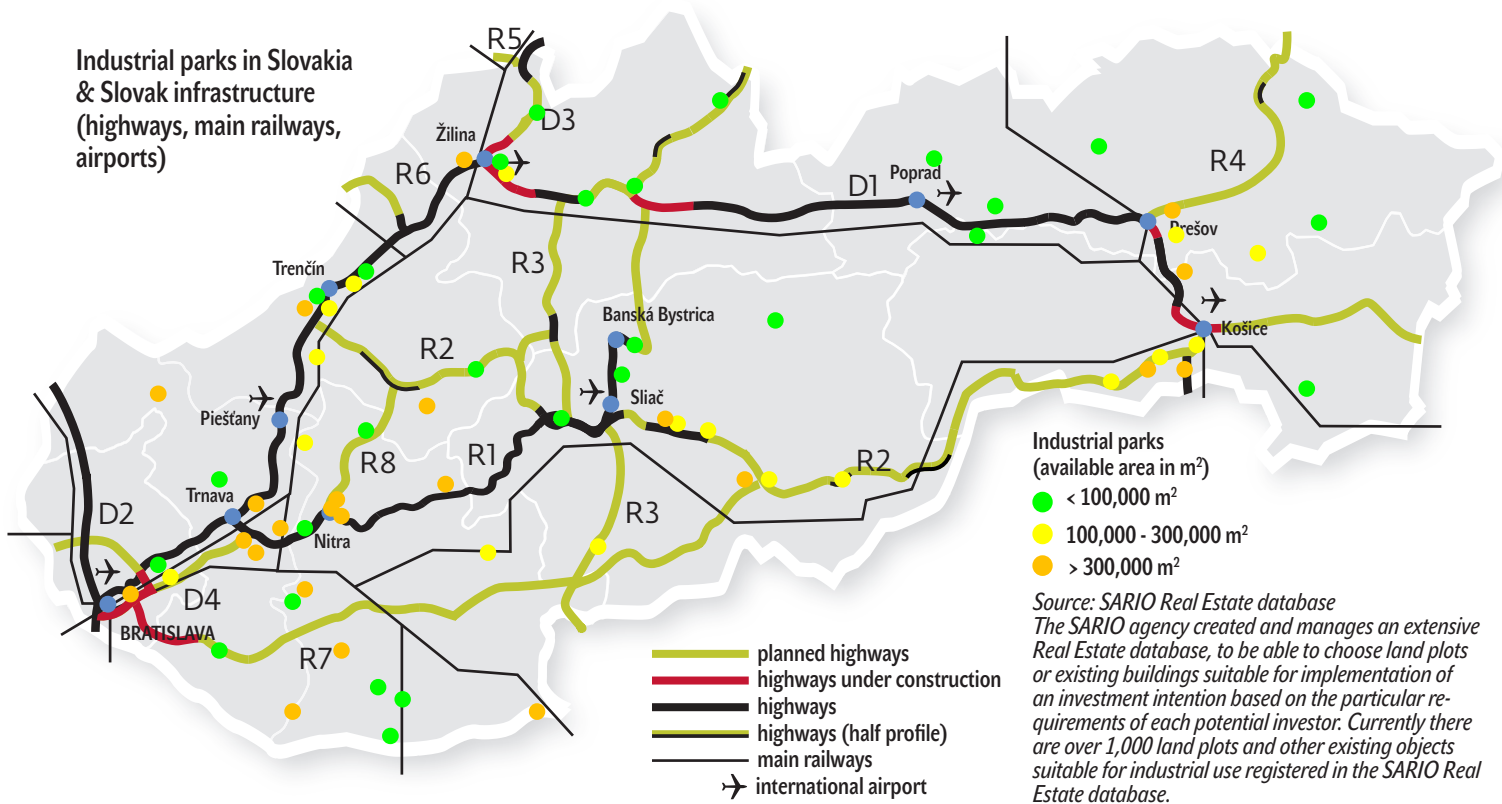 Industrial parks in Slovakia
& Slovak infrastructure
(highways, main railways,
airports)
R5
D3
Žilina
R6
D1
Poprad
R4
Prešov
Trenčín
R3
Banská Bystrica
Košice
R2
Sliač
Piešťany
R8
R1
R2
Trnava
D2
Nitra
R3
D4
BRATISLAVA
R7
Industrial parks
(available area in m²)
< 100,000 m²
100,000 - 300,000 m²
> 300,000 m²
Source: SARIO Real Estate database
The SARIO agency created and manages an extensive
Real Estate database, to be able to choose land plots
or existing buildings suitable for implementation of
an investment intention based on the particular re-
quirements of each potential investor. Currently there
are over 1,000 land plots and other existing objects
suitable for industrial use registered in the SARIO Real
Estate database.
planned highways
highways under construction
highways
highways (half profile)
main railways
international airport